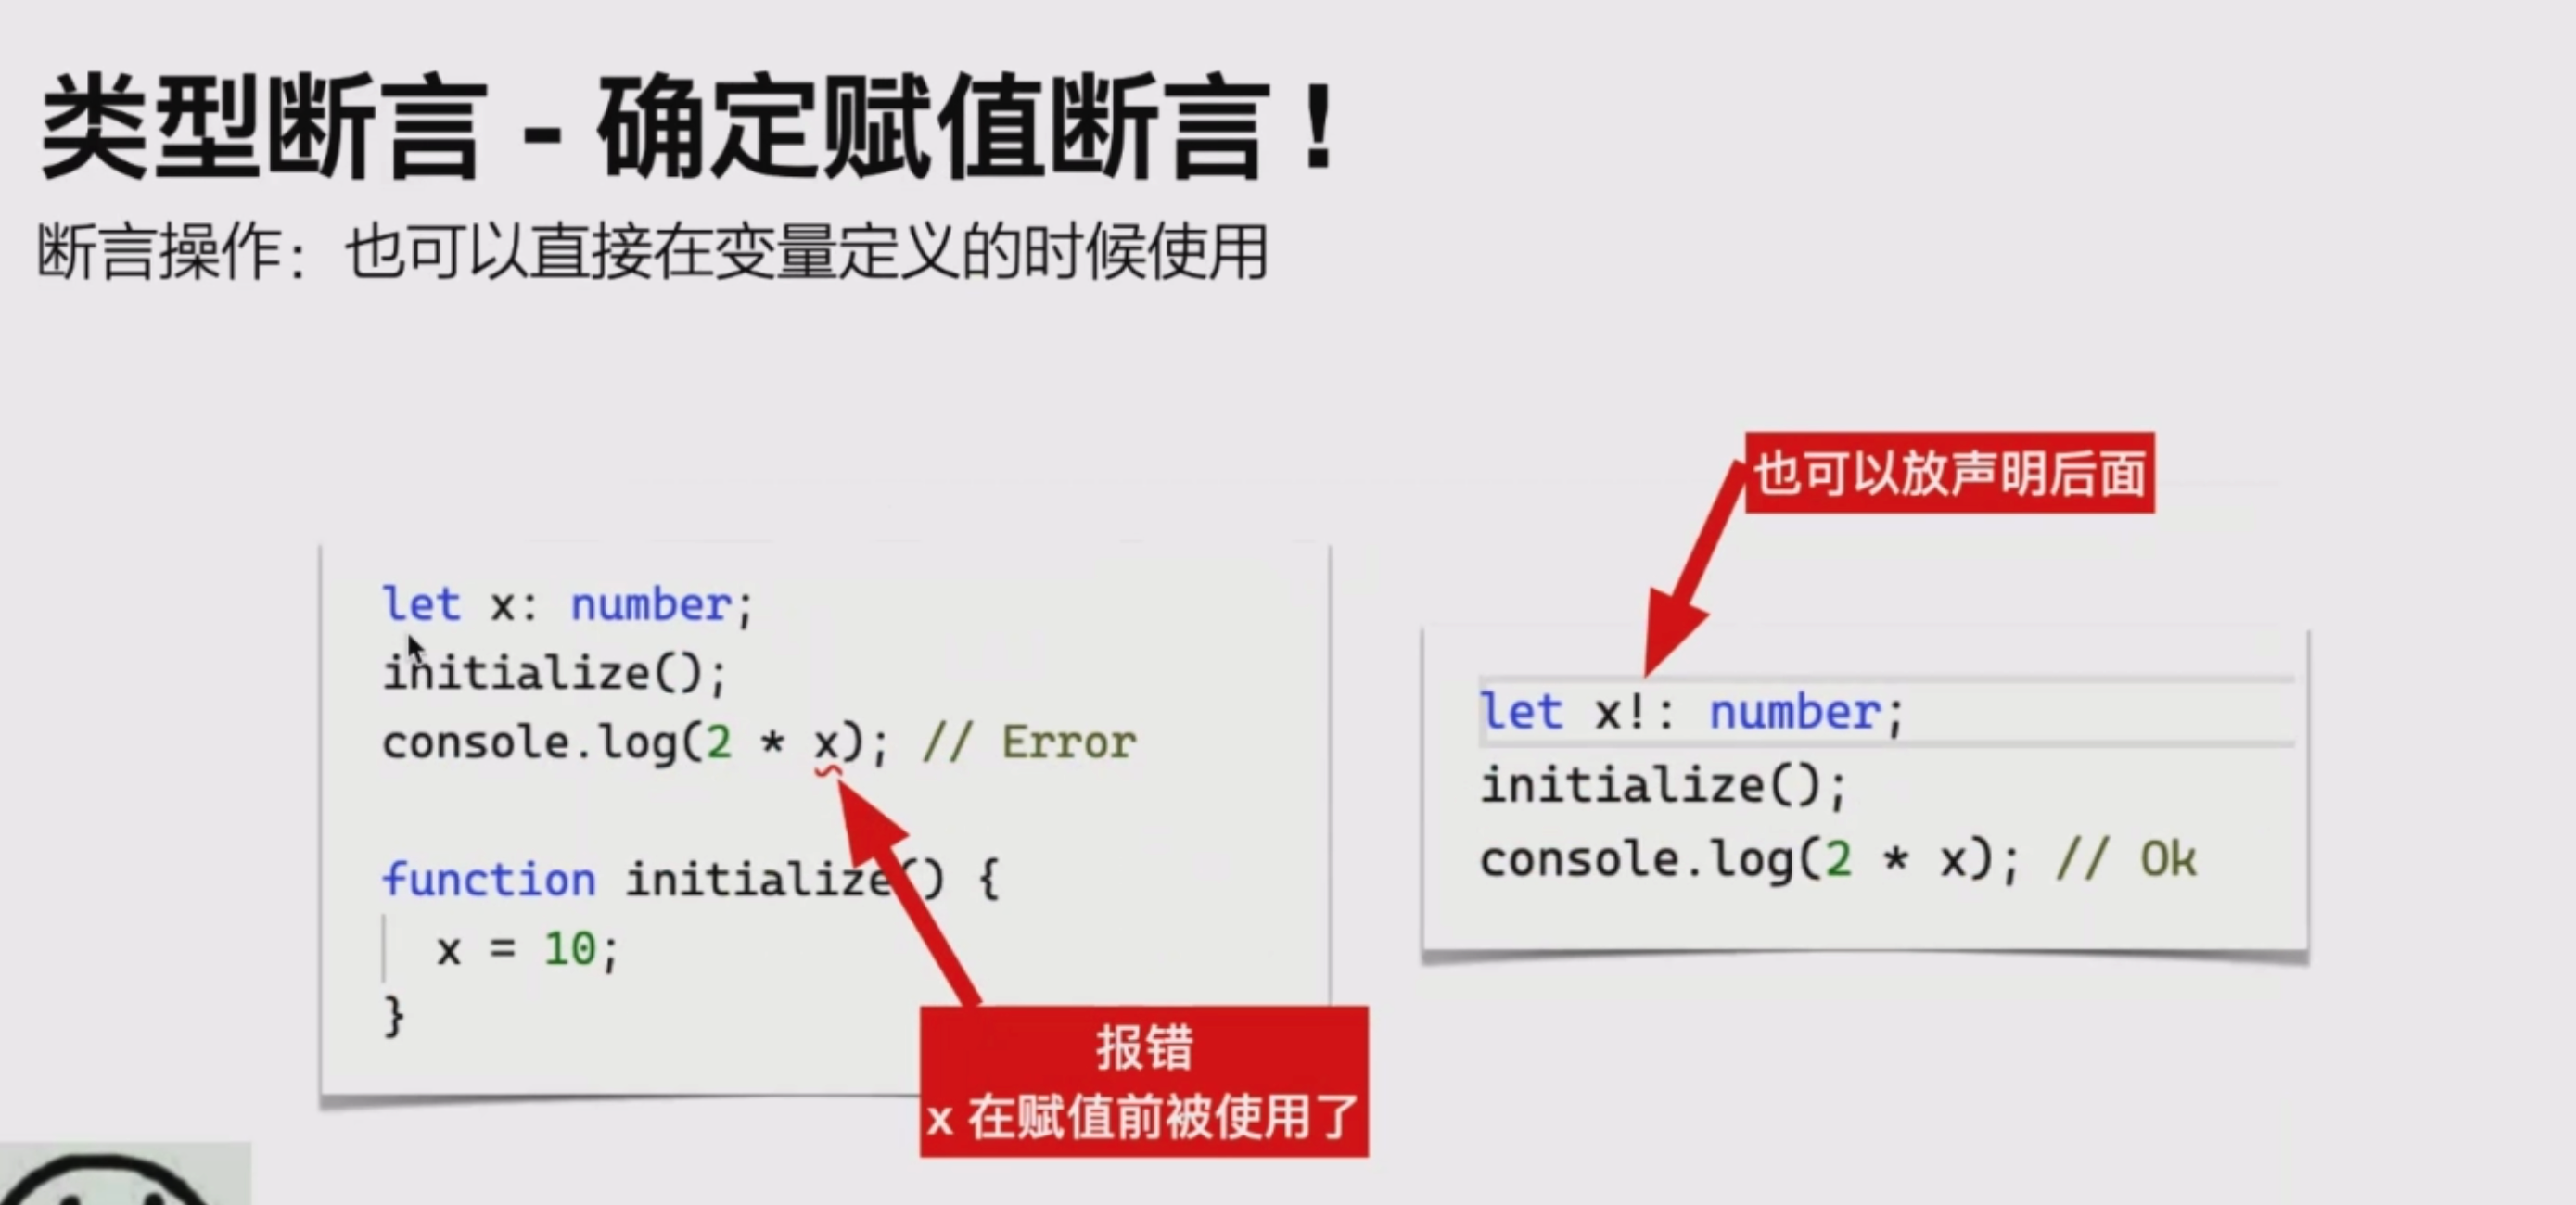 类型断言 - 确定赋值断言！
断言操作：也可以直接在变量定义的时候使用
let x: number;
initialize();
console.log(2 * x); // Error
function initialize() {
  x = 10;
}
报错
x 在赋值前被使用了
也可以放声明后面
let x!: number;
initialize();
console.log(2 * x); // Ok